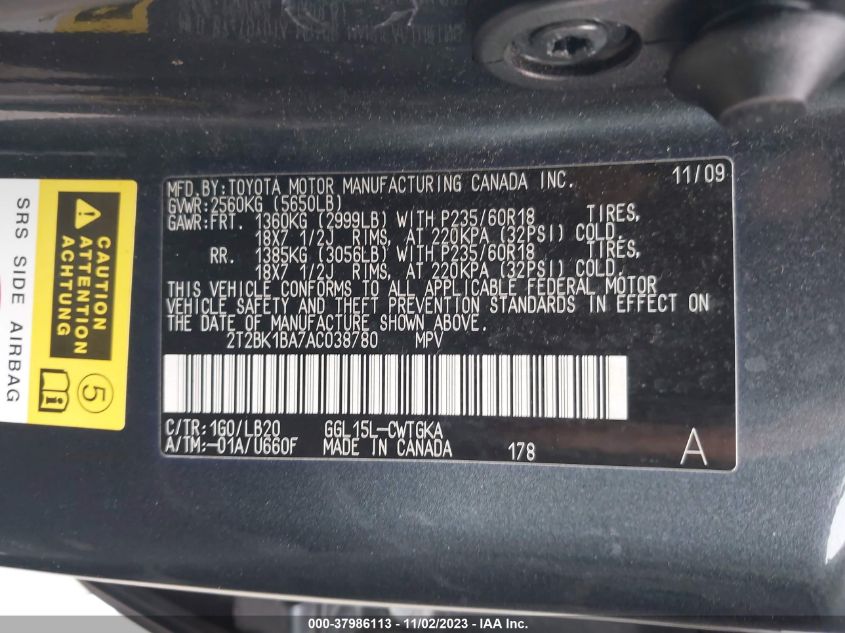 MFD.BY:TOYOTA MOTOR MANUFACTURING CANADA INC. 11/09
GVWR:2560KG (5650LB)
GAWR:FRT. 1360KG (2999LB) WITH P235/60R18 TIRES,
18X7 1/2J RIMS, AT 220KPA (32PSI) COLD.
RR. 1385KG (3056LB) WITH P235/60R18 TIRES,
18X7 1/2J RIMS, AT 220KPA (32PSI) COLD.
THIS VEHICLE CONFORMS TO ALL APPLICABLE FEDERAL MOTOR
VEHICLE SAFETY AND THEFT PREVENTION STANDARDS IN EFFECT ON
THE DATE OF MANUFACTURE SHOWN ABOVE.
2T2BK1BA7AC038780 MPV
C/TR:1G0/LB20 GGL15L-CWTGKA
A/TM:-01A/U660F MADE IN CANADA 178 A
SRS SIDE AIRBAG
CAUTION
ATTENTION
ACHTUNG
5
000-37986113 - 11/02/2023 - IAA Inc.